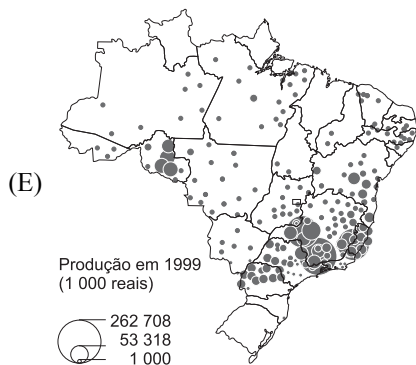 (E)
Produção em 1999
(1 000 reais)
262 708
53 318
1 000